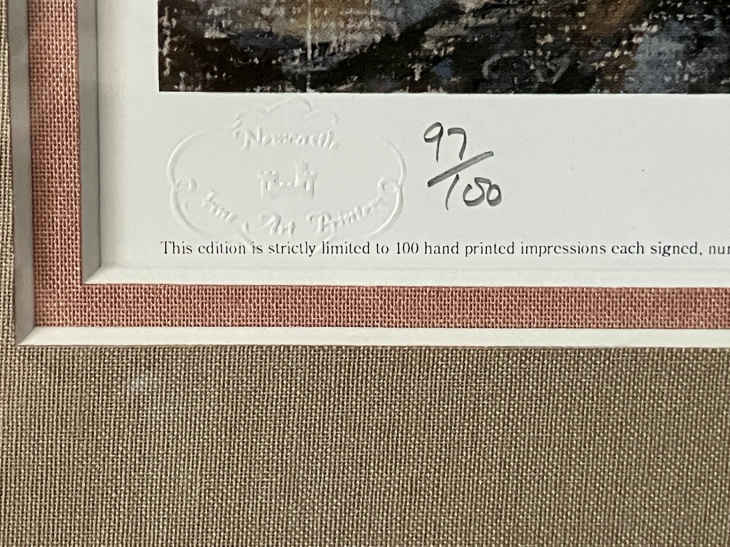 Newcastle
Fine Art Printers
97/100
This edition is strictly limited to 100 hand printed impressions each signed,